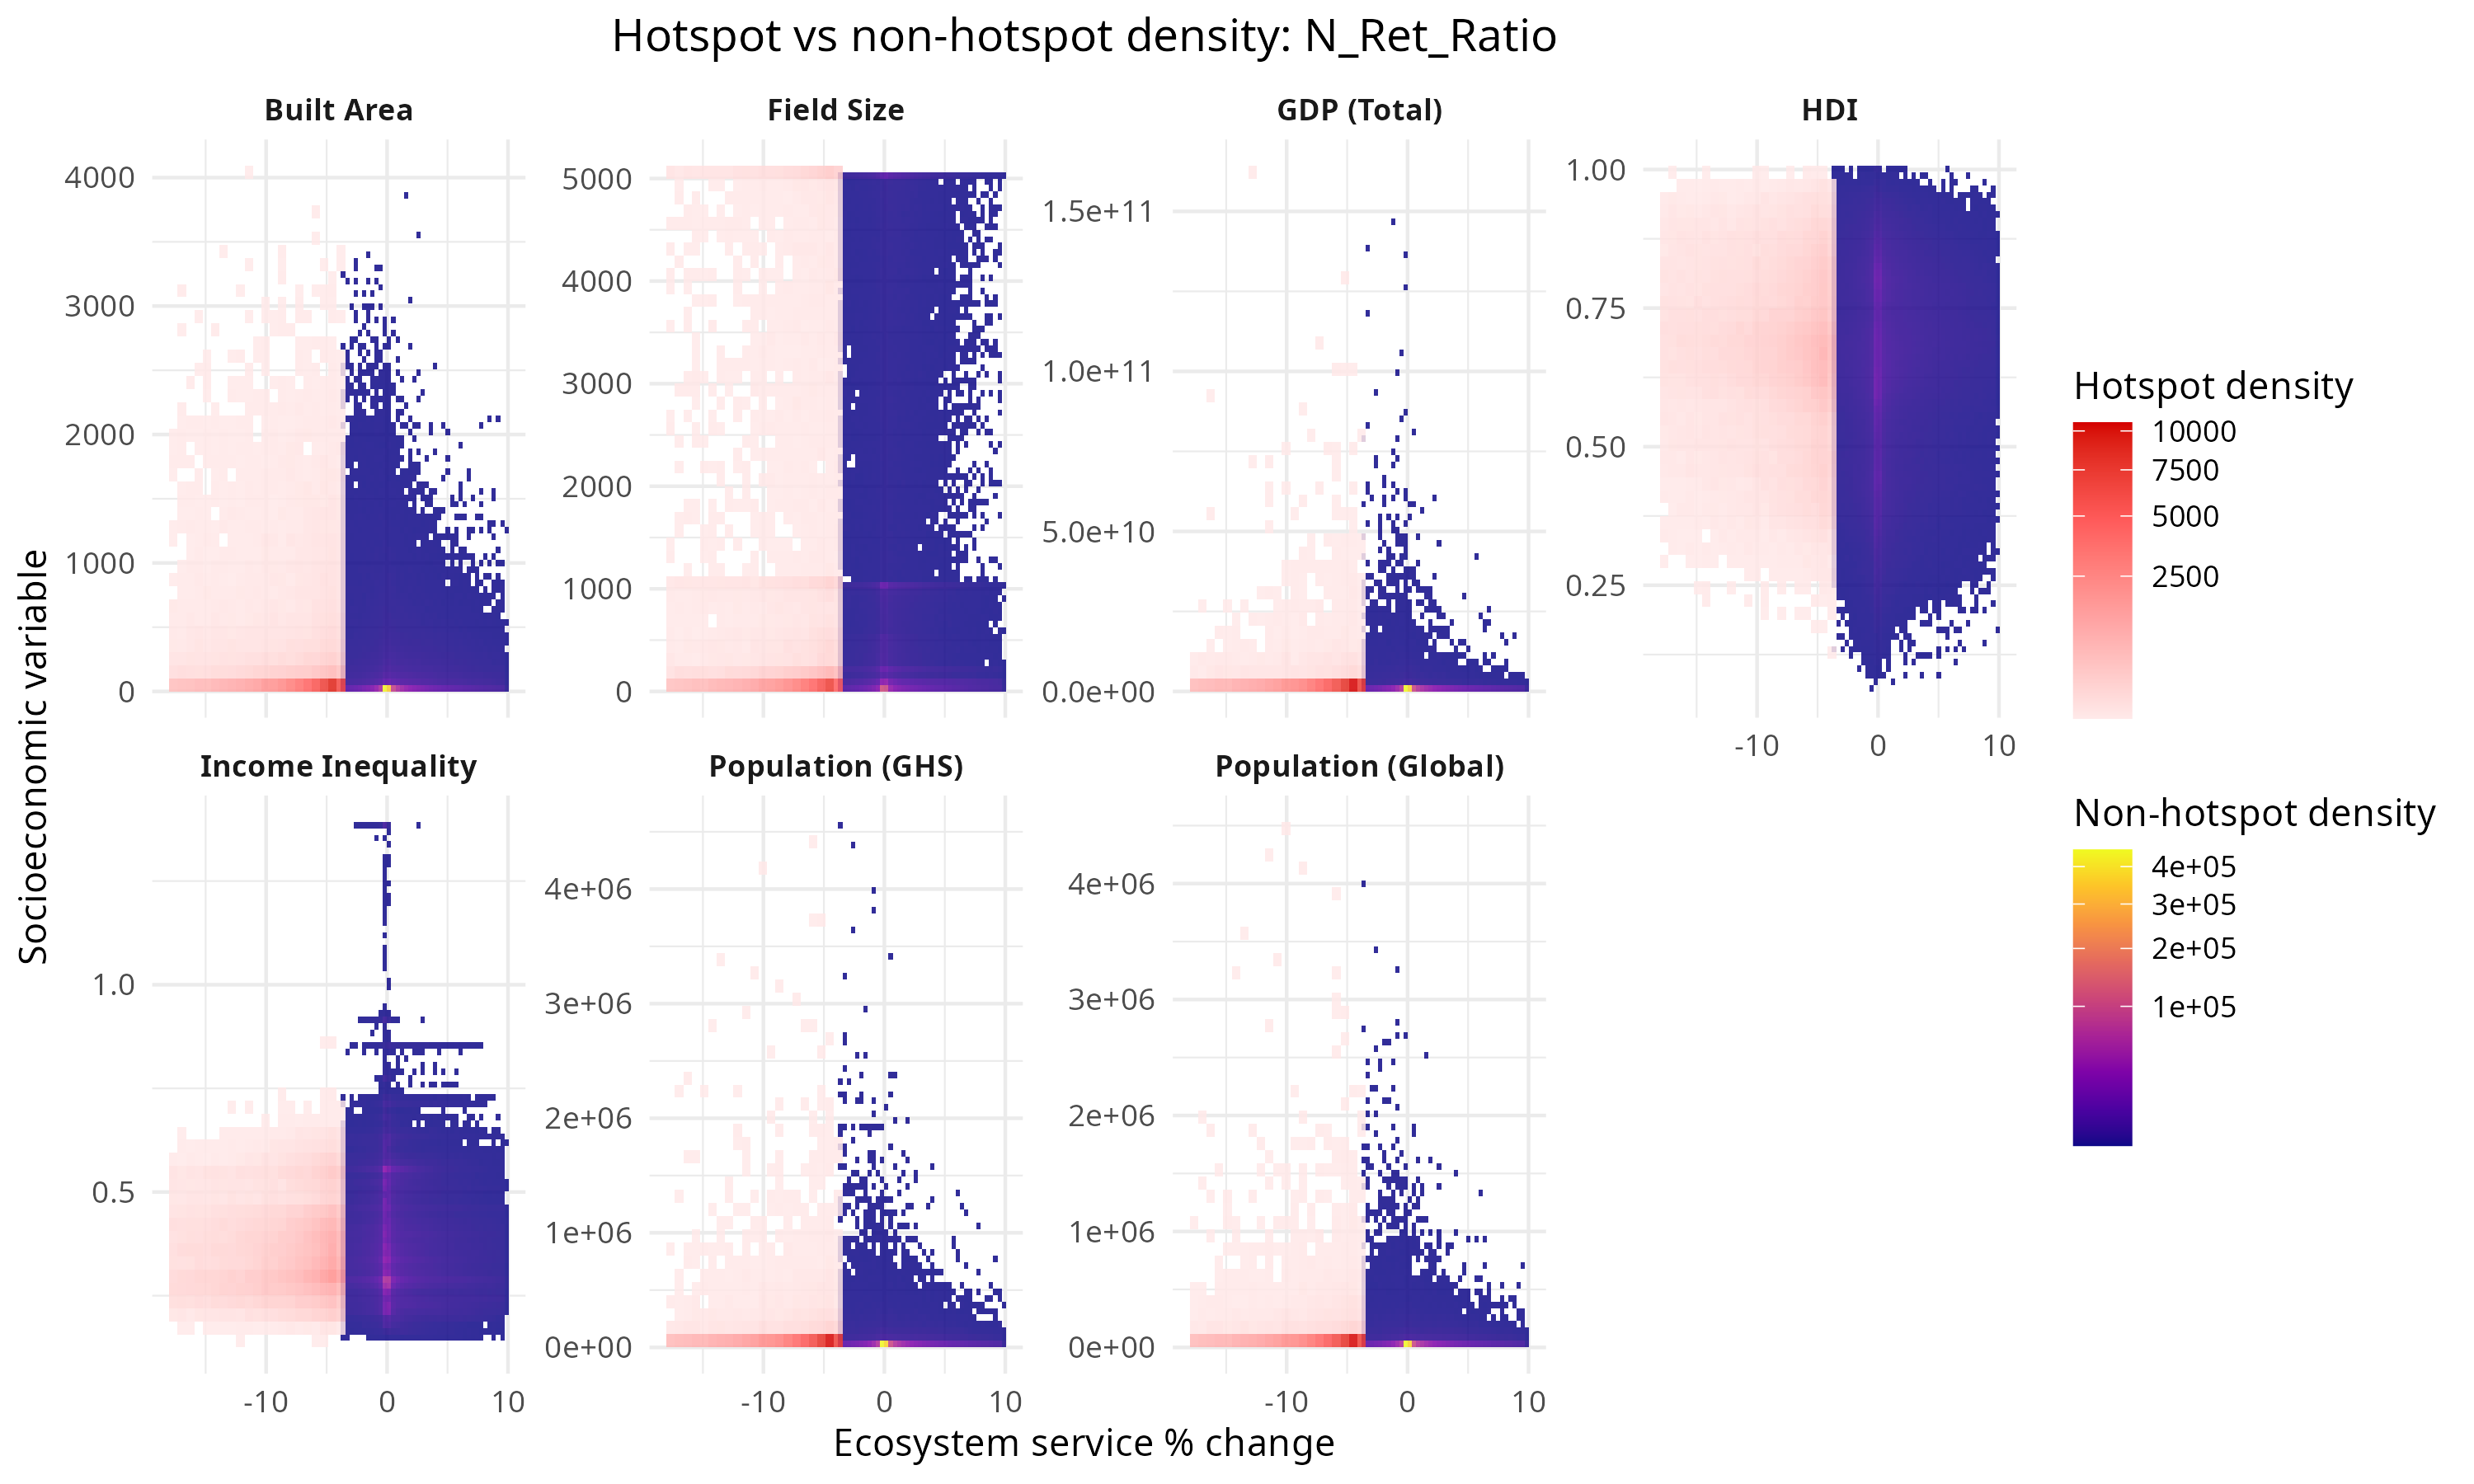 Hotspot vs non-hotspot density: N_Ret_Ratio
Built Area
Field Size
GDP (Total)
HDI
4000
3000
2000
1000
0
5000
4000
3000
2000
1000
0
1.5e+11
1.0e+11
5.0e+10
0.0e+00
1.00
0.75
0.50
0.25
-10
0
10
Income Inequality
Population (GHS)
Population (Global)
1.0
0.5
4e+06
3e+06
2e+06
1e+06
0e+00
4e+06
3e+06
2e+06
1e+06
0e+00
-10
0
10
-10
0
10
-10
0
10
Ecosystem service % change
Socioeconomic variable
Hotspot density
10000
7500
5000
2500
Non-hotspot density
4e+05
3e+05
2e+05
1e+05